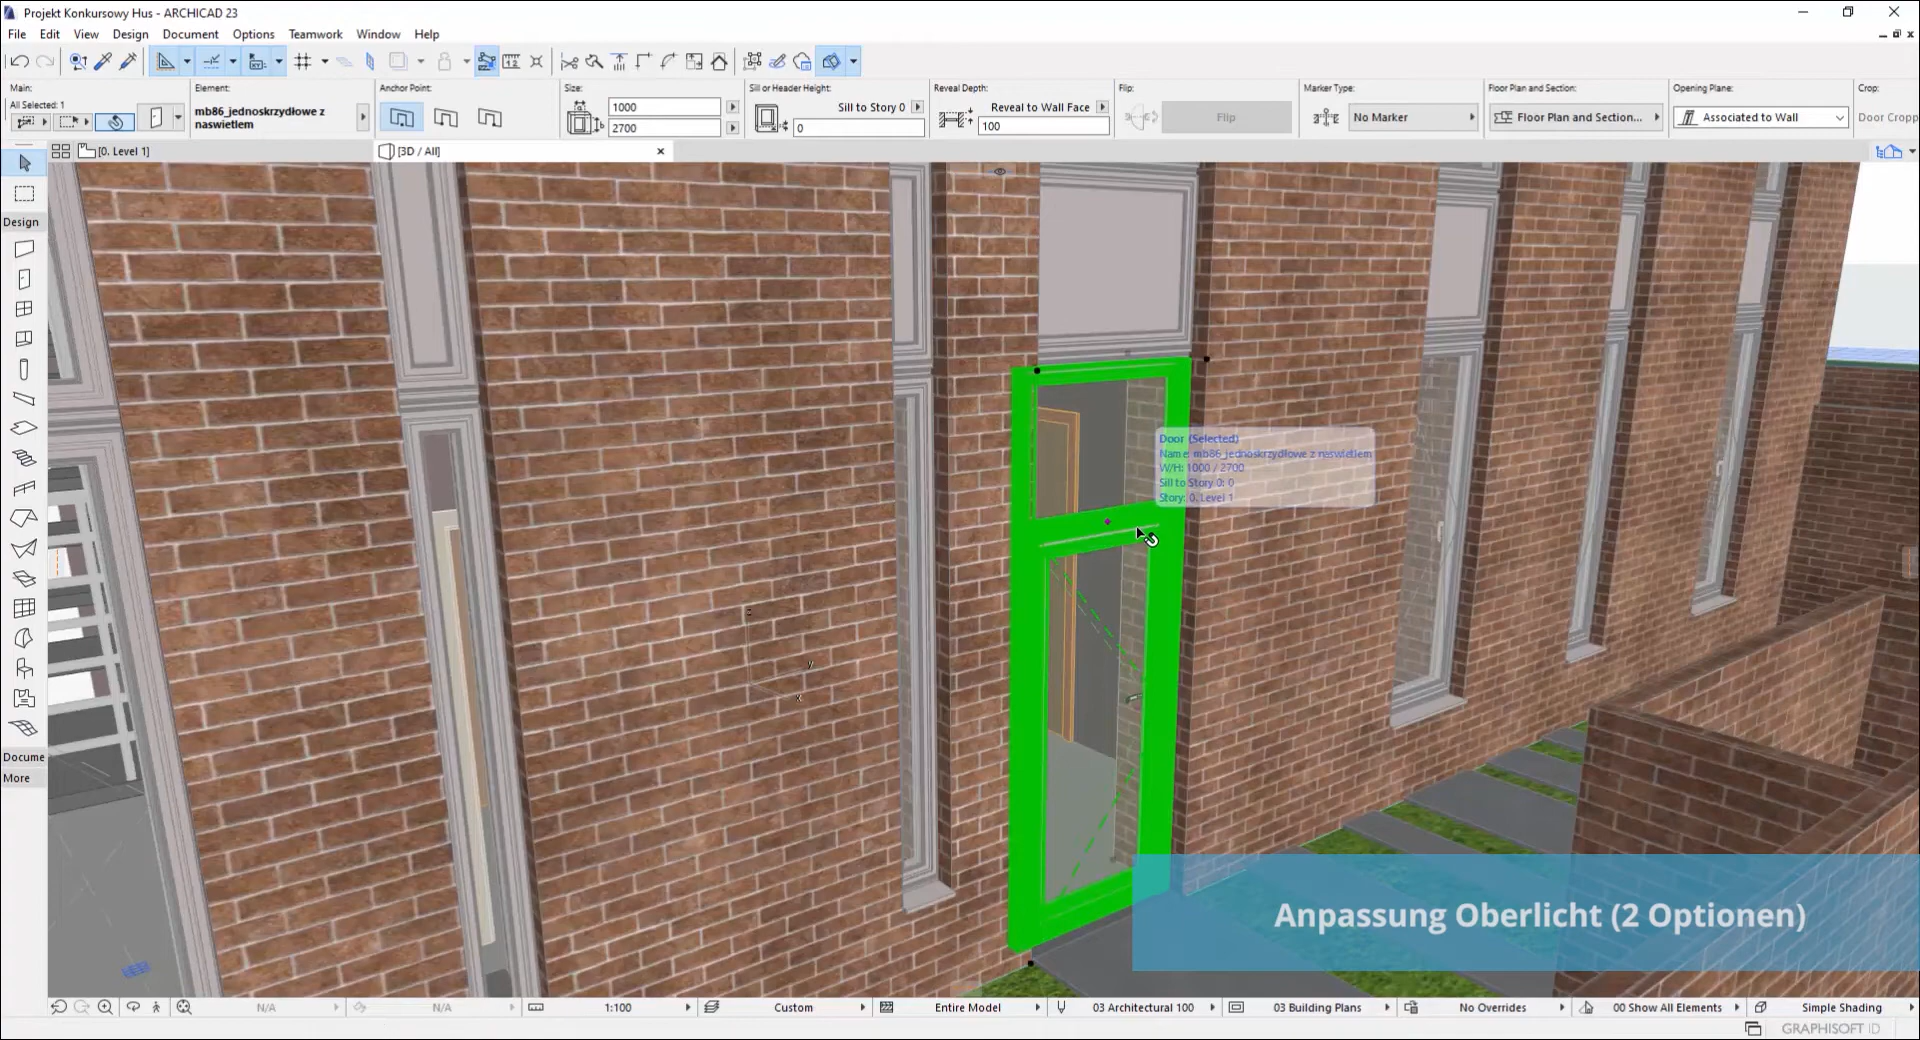 Projekt Konkursowy Hus - ARCHICAD 23
File Edit View Design Document Options Teamwork Window Help
Main:
All Selected: 1
Element:
mb86_jednoskrzydłowe z
naswietlem
Anchor Point:
Size:
1000
2700
Sill or Header Height:
Sill to Story 0
0
Reveal Depth:
Reveal to Wall Face
100
Flip:
Flip
Marker Type:
No Marker
Floor Plan and Section:
Floor Plan and Section...
Opening Plane:
Associated to Wall
Crop:
Door Cropp
[0. Level 1]
[3D / All]
Design
Docume
More
Door (Selected)
Name: mb86_jednoskrzydłowe z naswietlem
W/H: 1000 / 2700
Sill to Story 0: 0
Story: 0. Level 1
z
y
x
Anpassung Oberlicht (2 Optionen)
N/A
N/A
1:100
Custom
Entire Model
03 Architectural 100
03 Building Plans
No Overrides
00 Show All Elements
Simple Shading
GRAPHISOFT ID